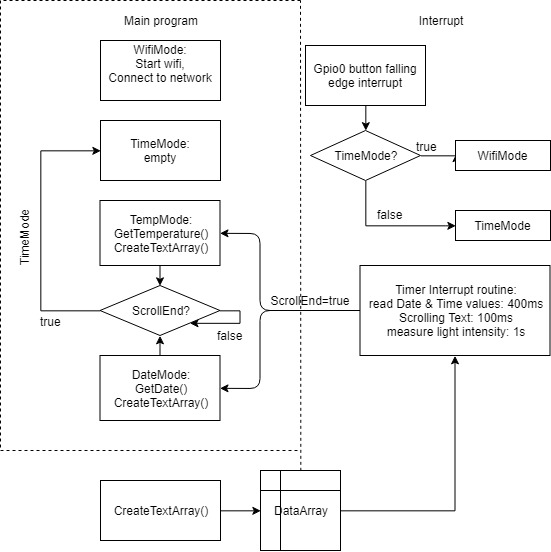 Main program
Interrupt
WifiMode:
Start wifi,
Connect to network
Gpio0 button falling
edge interrupt
TimeMode:
empty
TimeMode?
true
WifiMode
false
TimeMode
TimeMode
TempMode:
GetTemperature()
CreateTextArray()
ScrollEnd?
true
false
ScrollEnd=true
Timer Interrupt routine:
read Date & Time values: 400ms
Scrolling Text: 100ms
measure light intensity: 1s
DateMode:
GetDate()
CreateTextArray()
CreateTextArray()
DataArray